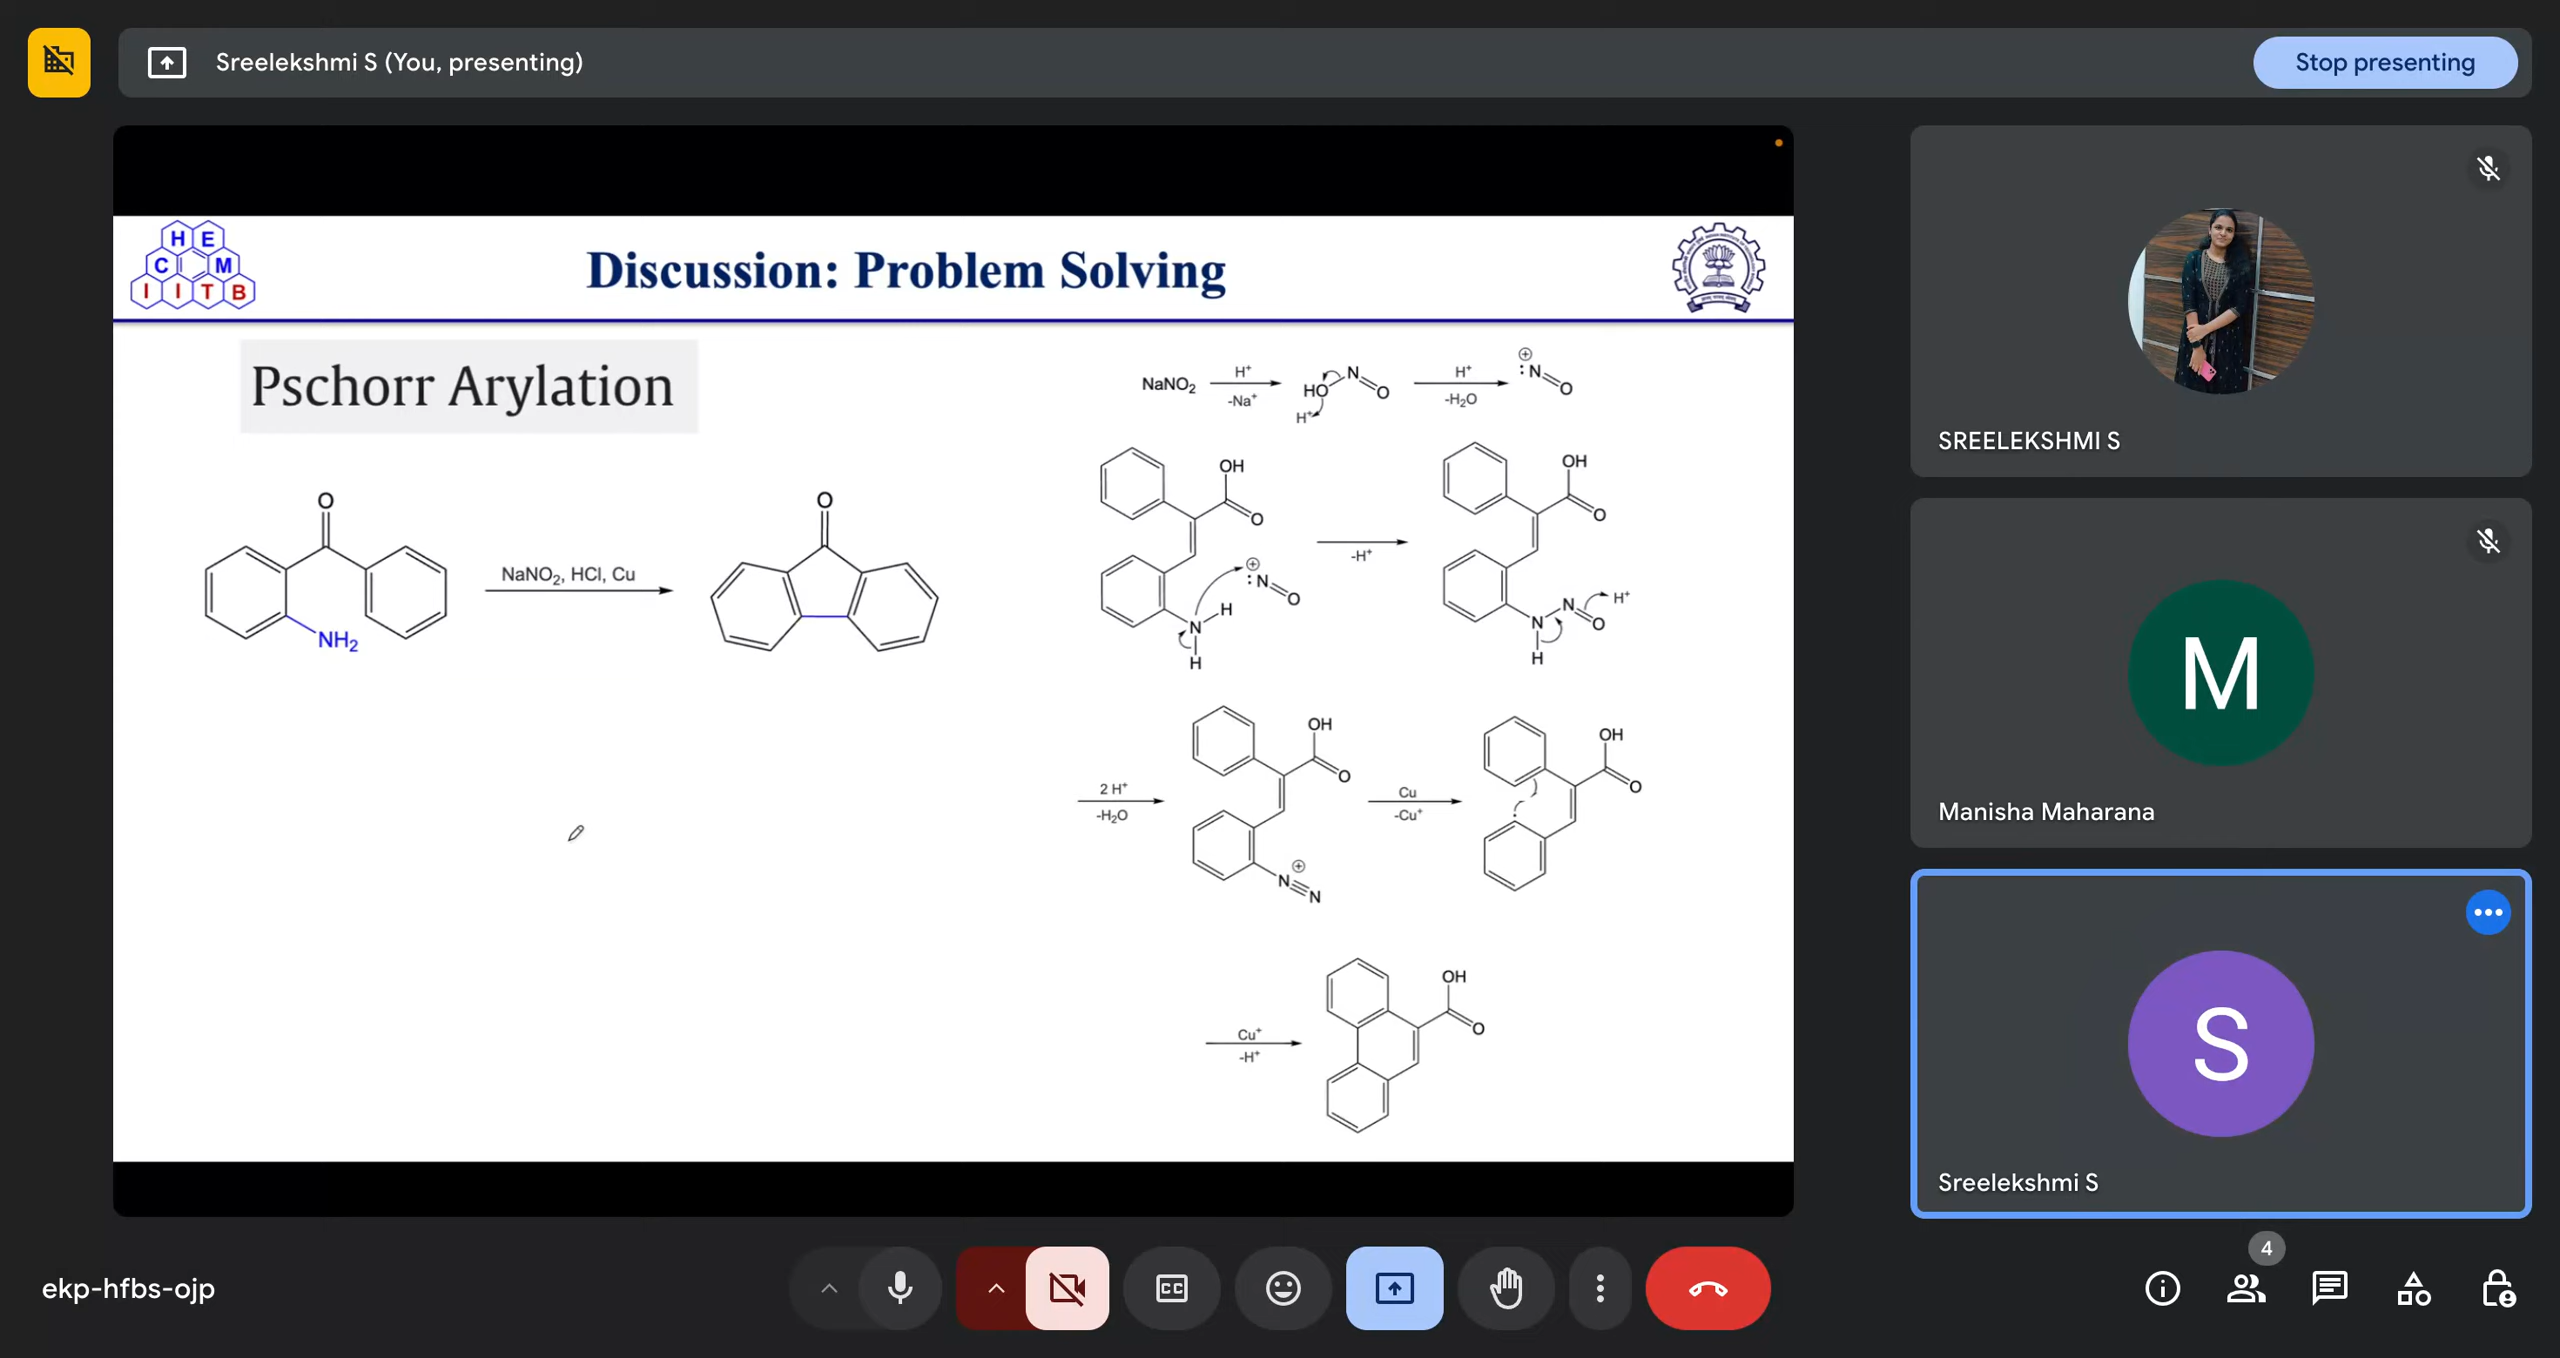 Sreelekshmi S (You, presenting)
Stop presenting
H E
C M
I I T B
Discussion: Problem Solving
Pschorr Arylation
NaNO2 H+ -Na+ HO N O H+ H+ -H2O ⊕ :N O
O
NH2
NaNO2, HCl, Cu
O
OH O ⊕ :N O N H H
-H+
OH O N N O H+ H
2 H+
-H2O
OH O ⊕ N N
Cu
-Cu+
OH O
Cu+
-H+
OH O
SREELEKSHMI S
M
Manisha Maharana
S
Sreelekshmi S
ekp-hfbs-ojp
CC
4